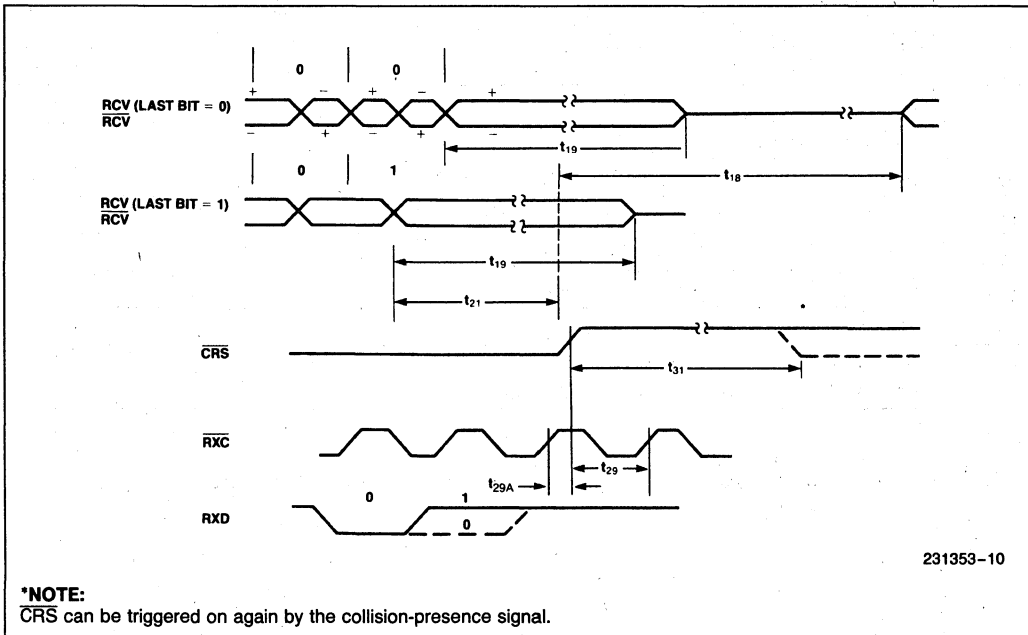 0 0
+ − + − +
RCV (LAST BIT = 0)
RCV
− + − + −
t19
0 1
t18
RCV (LAST BIT = 1)
RCV
t19
t21
CRS
t31
RXC
t29
t29A
0 1
RXD
0
231353–10
*NOTE:
CRS can be triggered on again by the collision-presence signal.